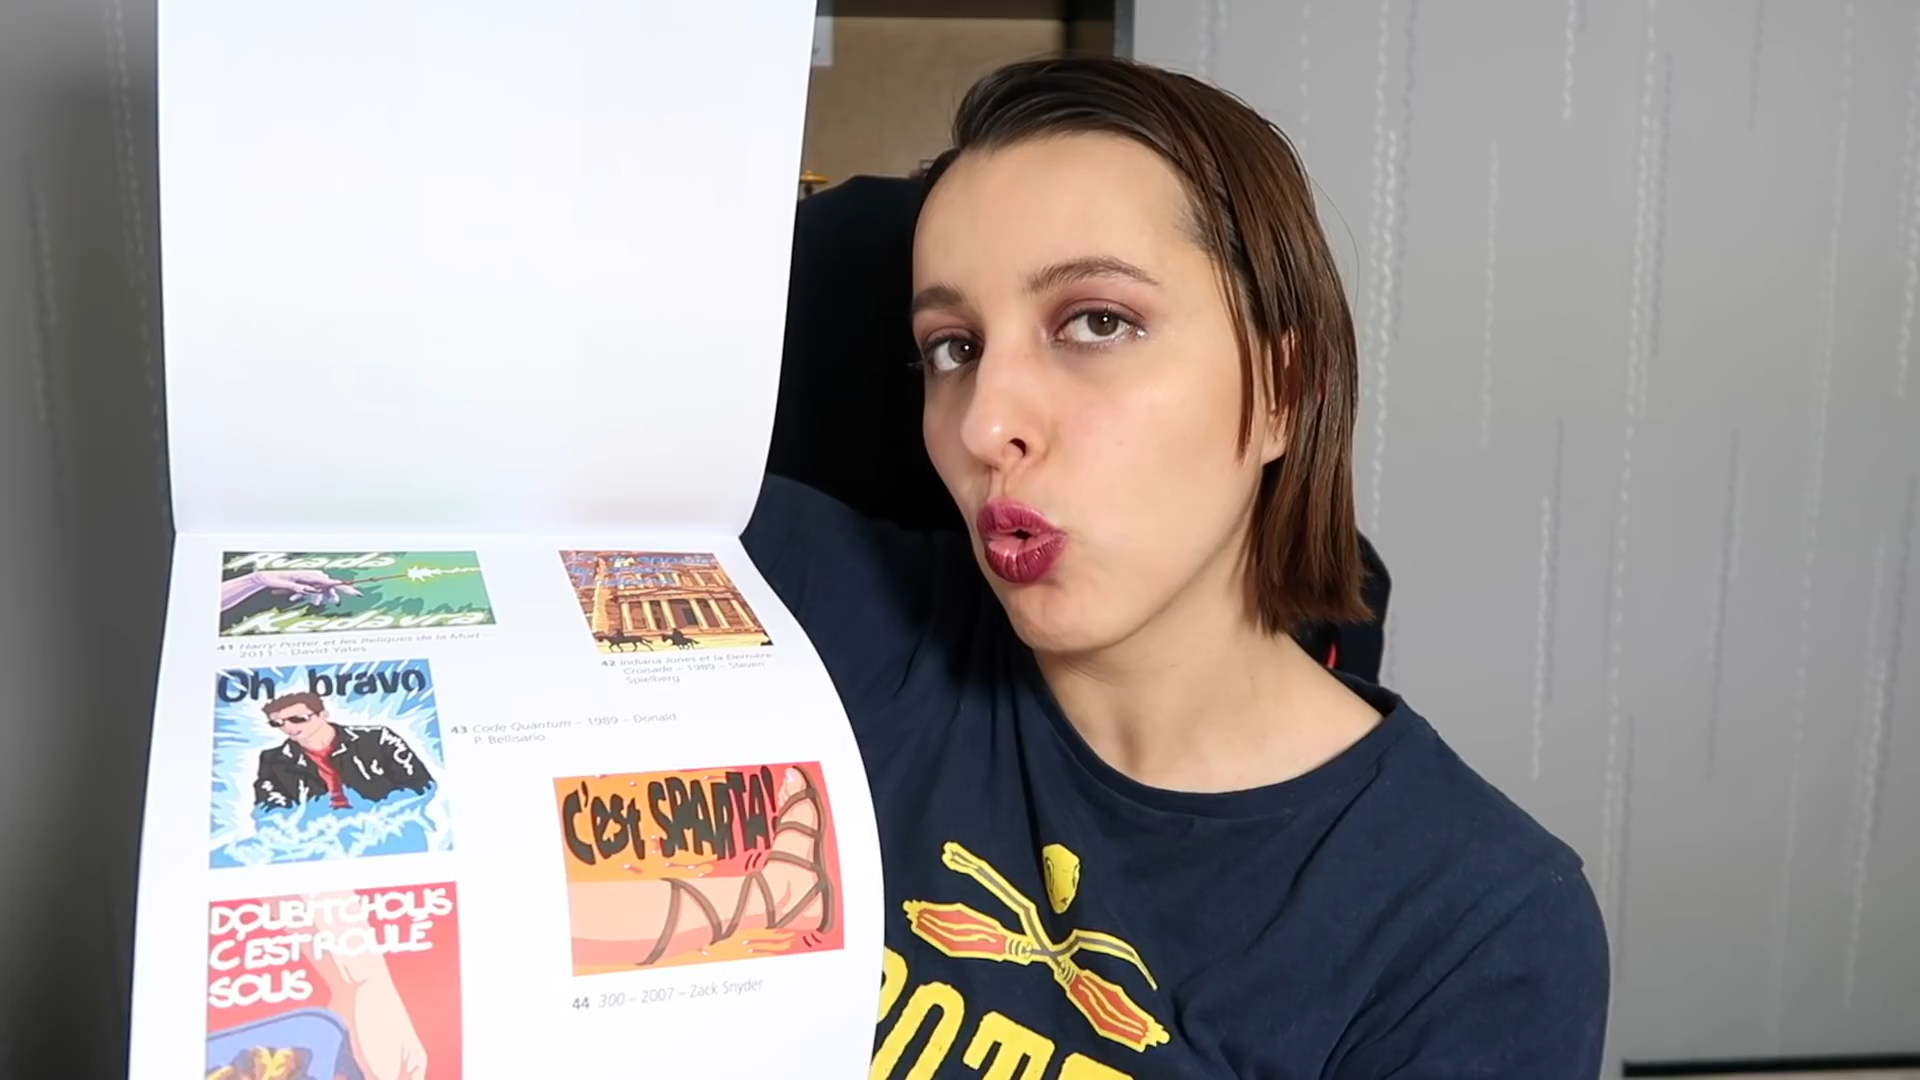 Avada
Kedavra
41 Harry Potter et les Reliques de la Mort –
2011 – David Yates
42 Indiana Jones et la Dernière
Croisade – 1989 – Steven
Spielberg
Oh bravo
43 Code Quantum – 1989 – Donald
P. Bellisario
C'est SPARTA!
44 300 – 2007 – Zack Snyder
DOUBITCHOUS
C'EST ROULÉ
SOUS